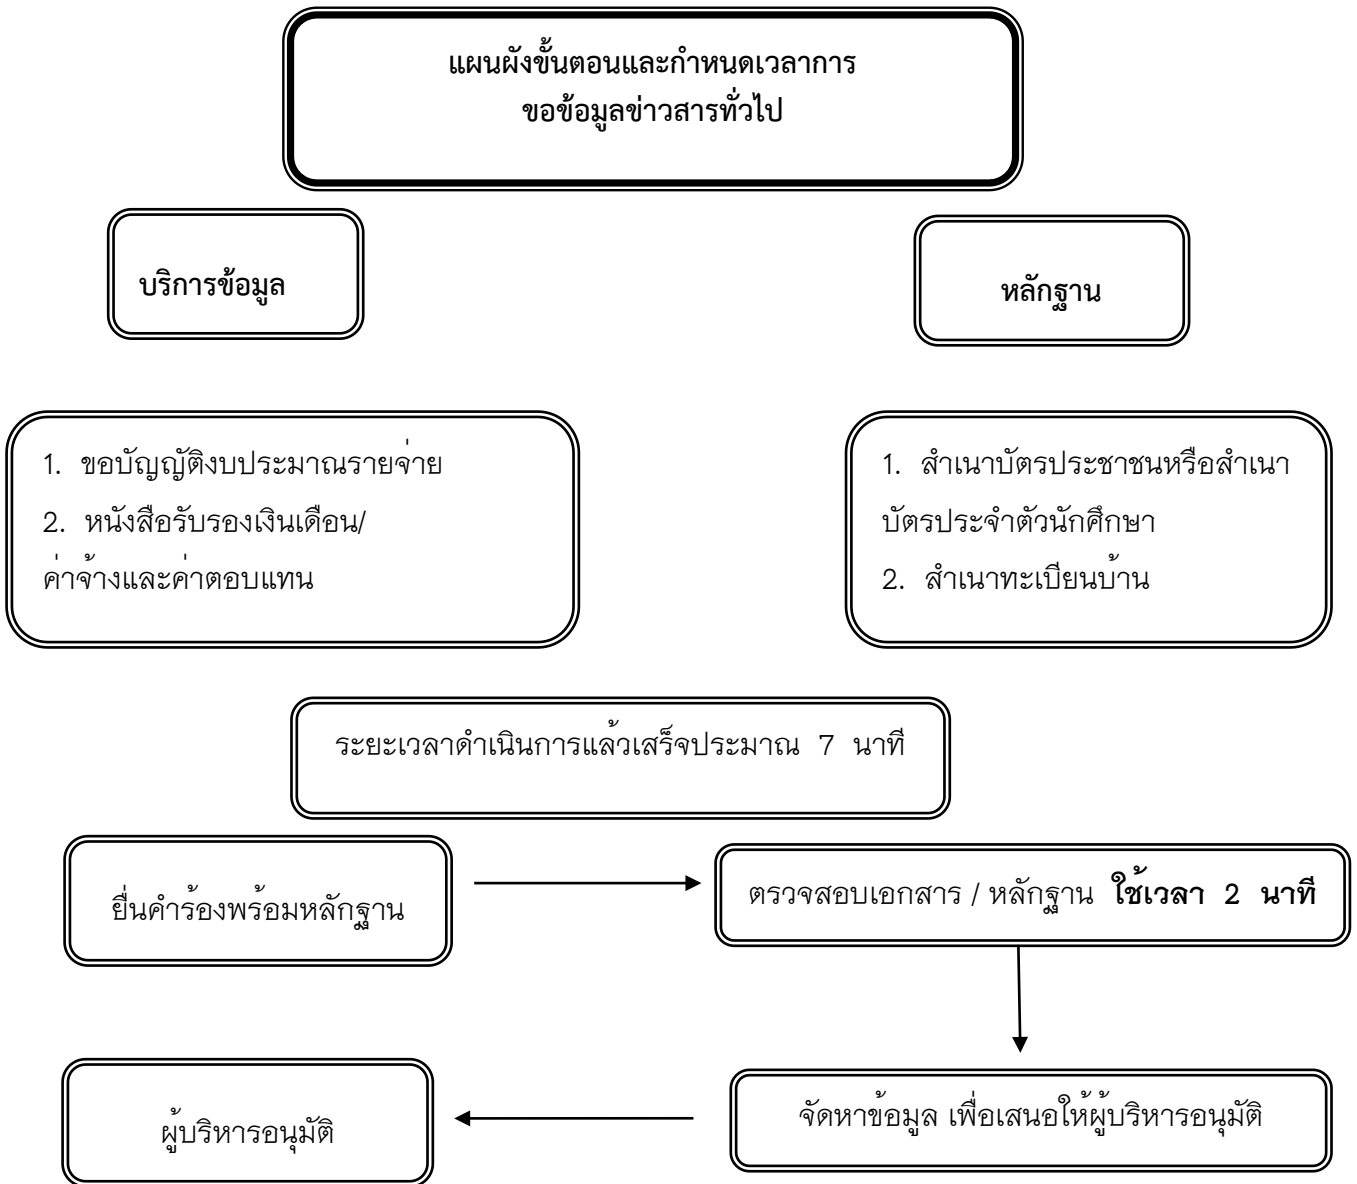 แผนผังขั้นตอนและกำหนดเวลาการ
ขอข้อมูลข่าวสารทั่วไป
บริการข้อมูล
หลักฐาน
1. ขอบัญญัติงบประมาณรายจ่าย
2. หนังสือรับรองเงินเดือน/
ค่าจ้างและค่าตอบแทน
1. สำเนาบัตรประชาชนหรือสำเนา
บัตรประจำตัวนักศึกษา
2. สำเนาทะเบียนบ้าน
ระยะเวลาดำเนินการแล้วเสร็จประมาณ 7 นาที
ยื่นคำร้องพร้อมหลักฐาน
ตรวจสอบเอกสาร / หลักฐาน ใช้เวลา 2 นาที
จัดหาข้อมูล เพื่อเสนอให้ผู้บริหารอนุมัติ
ผู้บริหารอนุมัติ